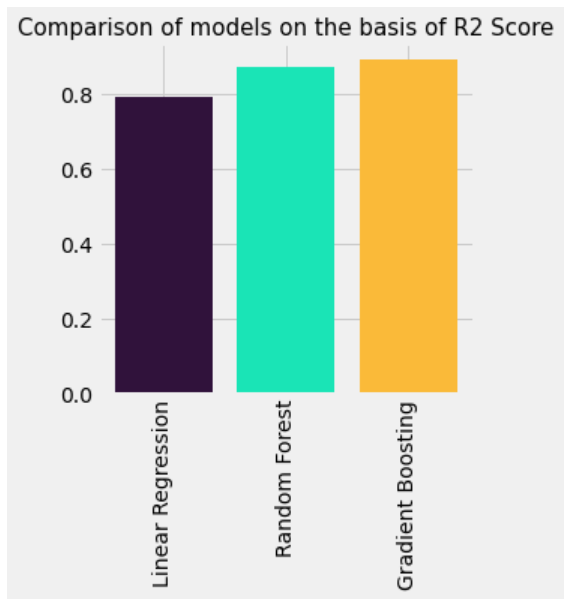 Comparison of models on the basis of R2 Score
0.8
0.6
0.4
0.2
0.0
Linear Regression
Random Forest
Gradient Boosting